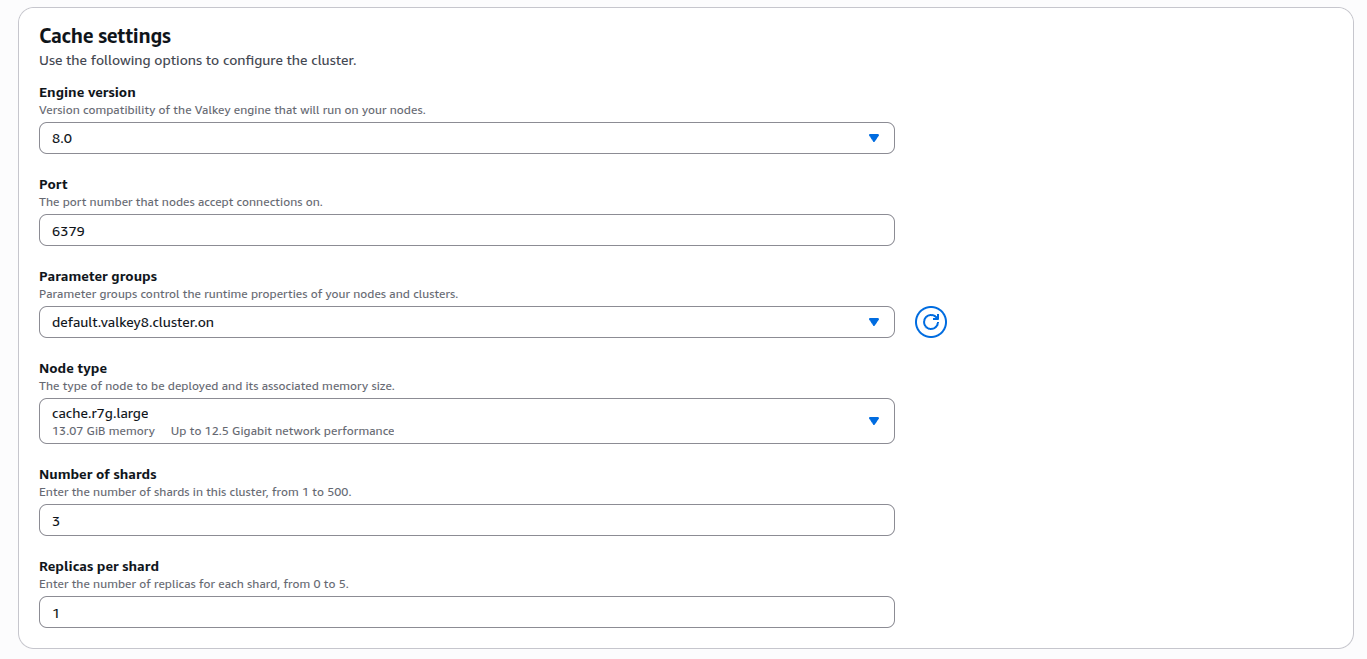 Cache settings
Use the following options to configure the cluster.
Engine version
Version compatibility of the Valkey engine that will run on your nodes.
8.0
Port
The port number that nodes accept connections on.
6379
Parameter groups
Parameter groups control the runtime properties of your nodes and clusters.
default.valkey8.cluster.on
Node type
The type of node to be deployed and its associated memory size.
cache.r7g.large
13.07 GiB memory Up to 12.5 Gigabit network performance
Number of shards
Enter the number of shards in this cluster, from 1 to 500.
3
Replicas per shard
Enter the number of replicas for each shard, from 0 to 5.
1